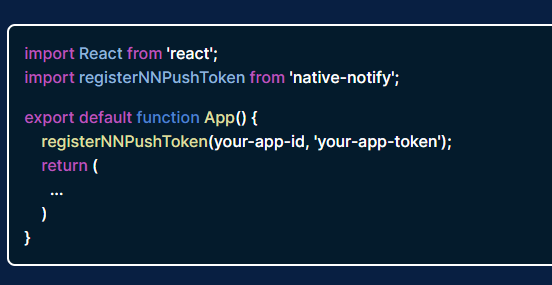 import React from 'react';
import registerNNPushToken from 'native-notify';
export default function App() {
registerNNPushToken(your-app-id, 'your-app-token');
return (
...
)
}